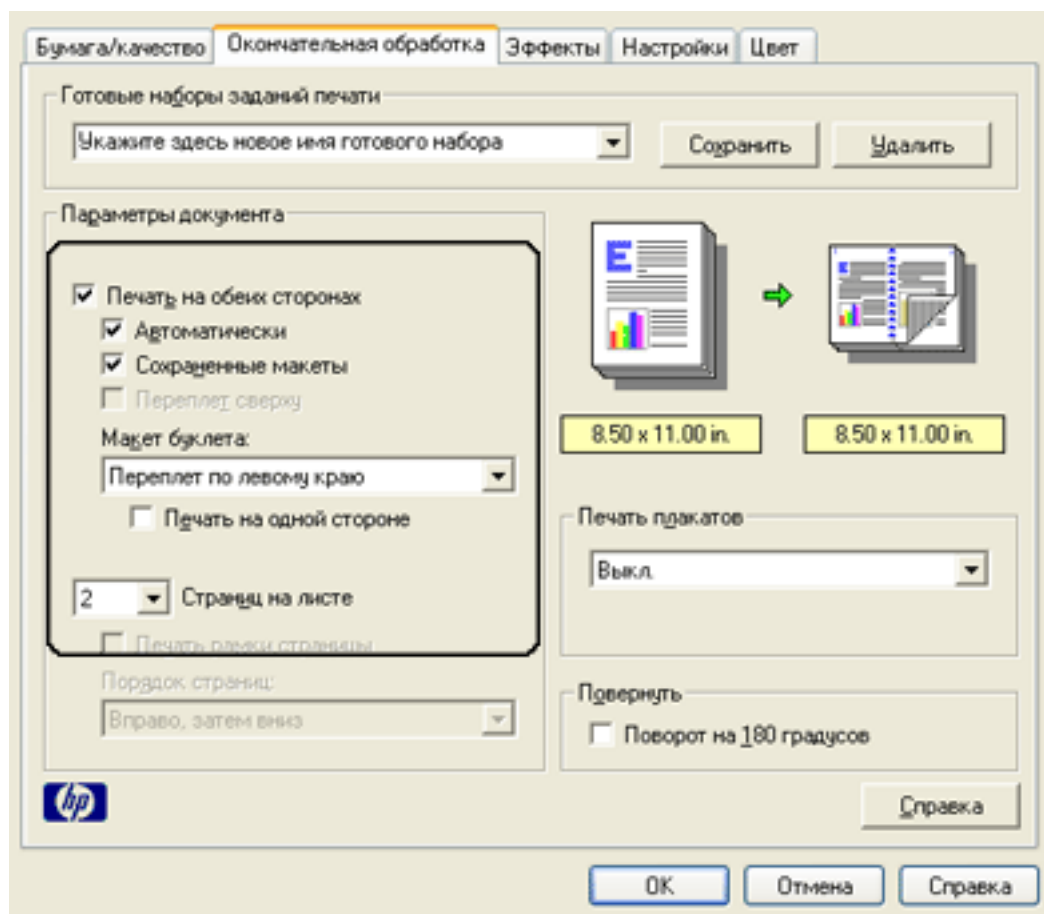 Бумага/качество Окончательная обработка Эффекты Настройки Цвет
Готовые наборы заданий печати
Укажите здесь новое имя готового набора Сохранить Удалить
Параметры документа
Печать на обеих сторонах
Автоматически
Сохраненные макеты
Переплет сверху
Макет буклета:
Переплет по левому краю
Печать на одной стороне
2 Страниц на листе
Печать рамки страницы
Порядок страниц:
Вправо, затем вниз
E
8.50 x 11.00 in. 8.50 x 11.00 in.
Печать плакатов
Выкл.
Повернуть
Поворот на 180 градусов
hp
Справка
OK Отмена Справка